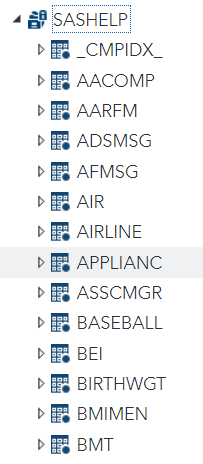 SASHELP
_CMPIDX_
AACOMP
AARFM
ADSMSG
AFMSG
AIR
AIRLINE
APPLIANC
ASSCMGR
BASEBALL
BEI
BIRTHWGT
BMIMEN
BMT